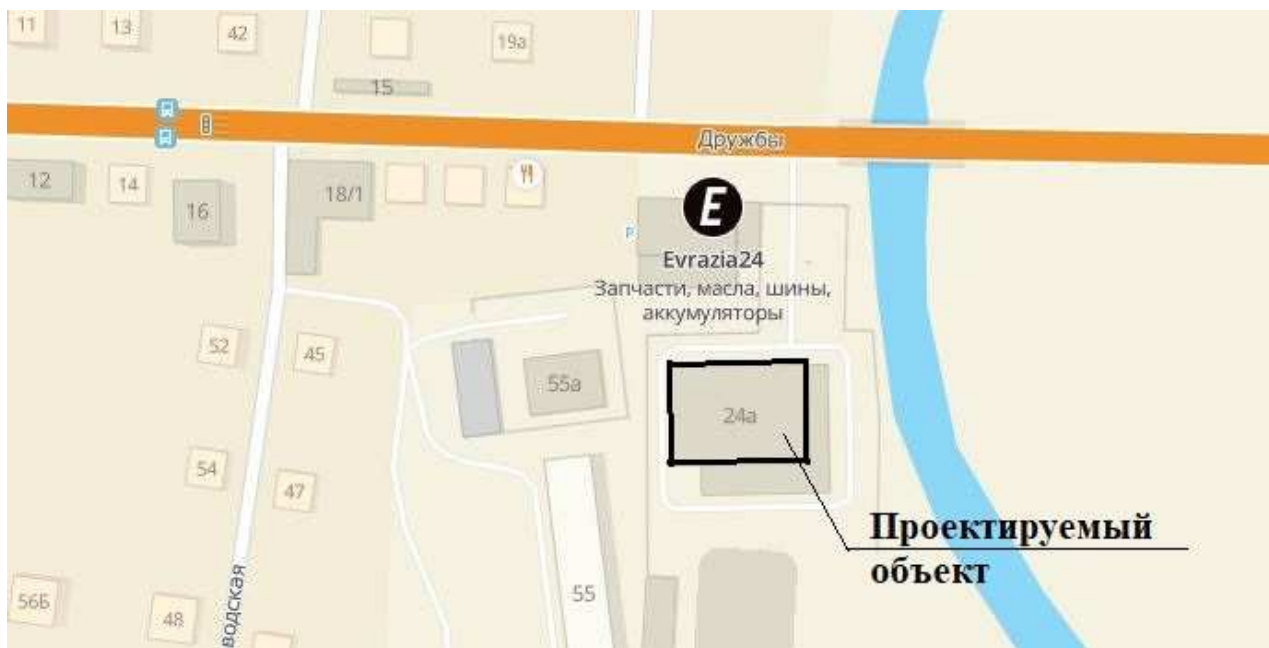 11
13
42
19а
15
Дружбы
12
14
16
18/1
E
P
Evrazia24
Запчасти, масла, шины,
аккумуляторы
52
45
55а
24а
54
47
Проектируемый
объект
56Б
48
55
водская